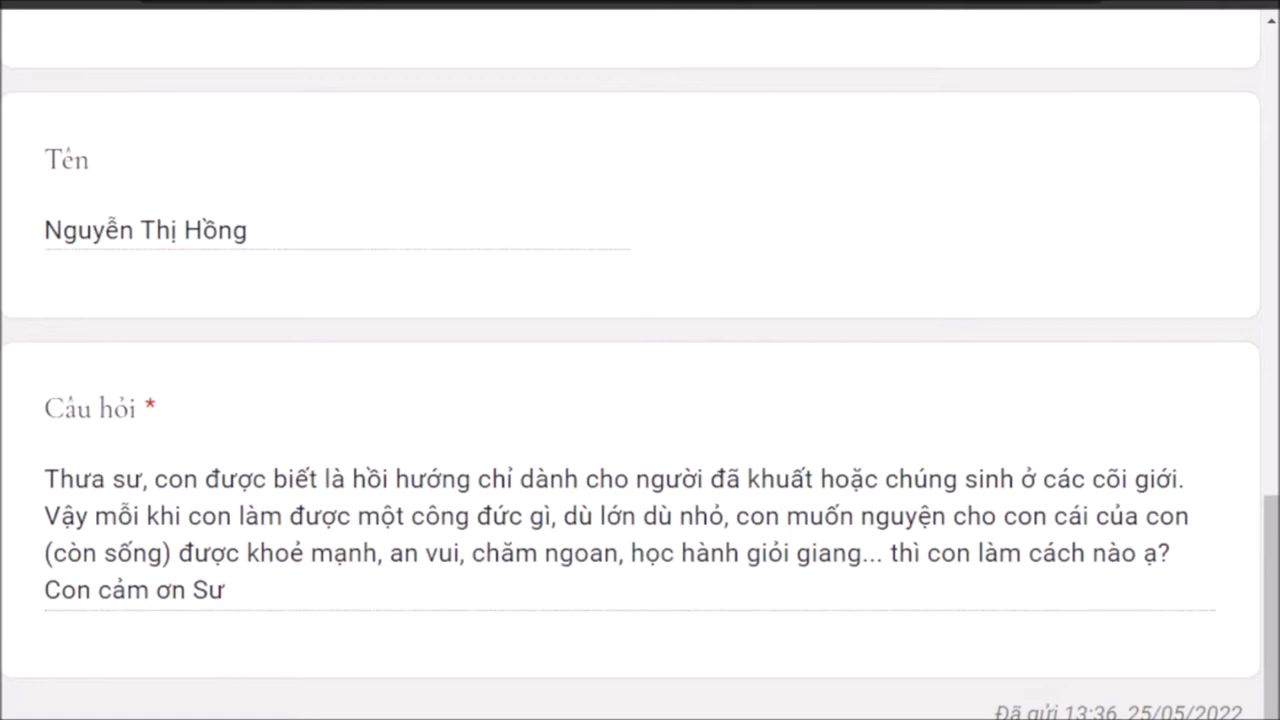 Tên
Nguyễn Thị Hồng
Câu hỏi *
Thưa sư, con được biết là hồi hướng chỉ dành cho người đã khuất hoặc chúng sinh ở các cõi giới.
Vậy mỗi khi con làm được một công đức gì, dù lớn dù nhỏ, con muốn nguyện cho con cái của con
(còn sống) được khoẻ mạnh, an vui, chăm ngoan, học hành giỏi giang... thì con làm cách nào ạ?
Con cảm ơn Sư
Đã gửi 13:36, 25/05/2022